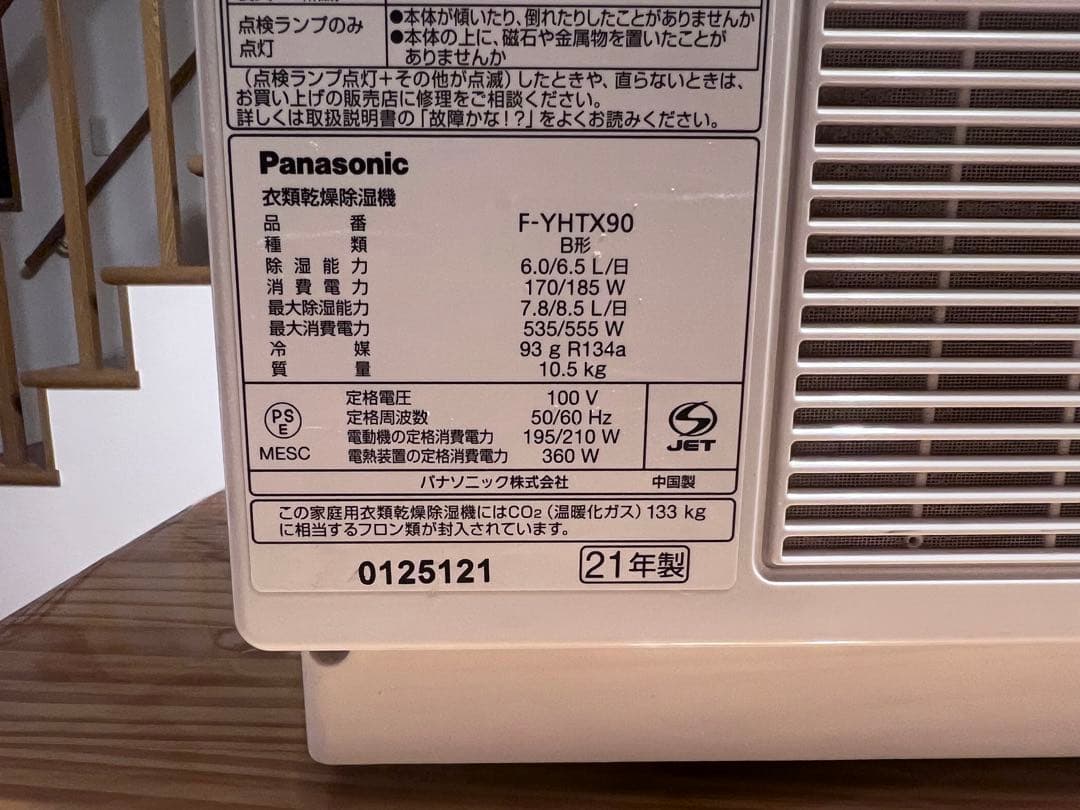 点検ランプのみ
点灯
●本体が傾いたり、倒れたりしたことがありませんか
●本体の上に、磁石や金属物を置いたことが
ありませんか
(点検ランプ点灯+その他が点滅)したときや、直らないときは、
お買い上げの販売店に修理をご相談ください。
詳しくは取扱説明書の「故障かな!?」をよくお読みください。
Panasonic
衣類乾燥除湿機
品番 F-YHTX90
種類 B形
除湿能力 6.0/6.5 L/日
消費電力 170/185 W
最大除湿能力 7.8/8.5 L/日
最大消費電力 535/555 W
冷媒 93 g R134a
質量 10.5 kg
PS
E
MESC
定格電圧 100 V
定格周波数 50/60 Hz
電動機の定格消費電力 195/210 W
電熱装置の定格消費電力 360 W
JET
パナソニック株式会社 中国製
この家庭用衣類乾燥除湿機にはCO2(温暖化ガス)133 kg
に相当するフロン類が封入されています。
0125121 21年製